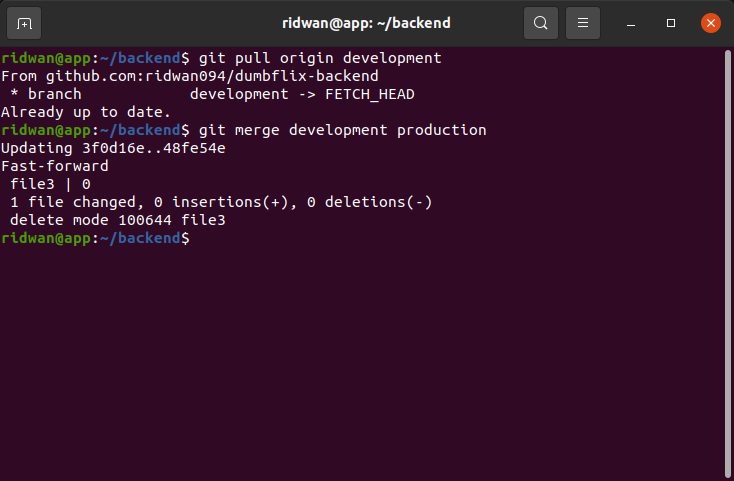 ridwan@app: ~/backend
ridwan@app:~/backend$ git pull origin development
From github.com:ridwan094/dumbflix-backend
 * branch            development -> FETCH_HEAD
Already up to date.
ridwan@app:~/backend$ git merge development production
Updating 3f0d16e..48fe54e
Fast-forward
 file3 | 0
 1 file changed, 0 insertions(+), 0 deletions(-)
 delete mode 100644 file3
ridwan@app:~/backend$